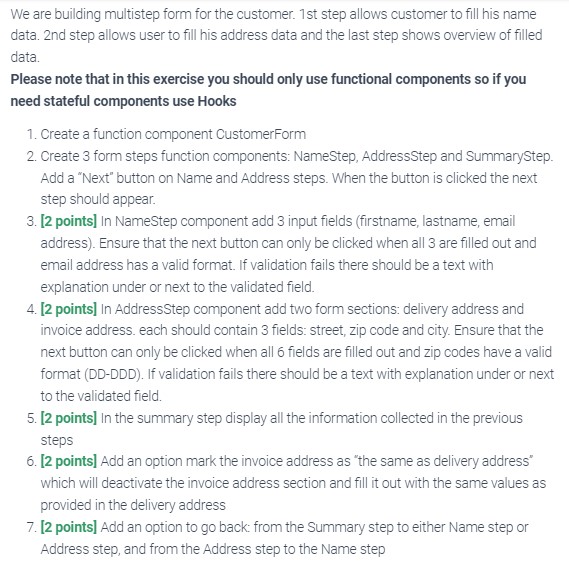 We are building multistep form for the customer. 1st step allows customer to fill his name
data. 2nd step allows user to fill his address data and the last step shows overview of filled
data.
Please note that in this exercise you should only use functional components so if you
need stateful components use Hooks
1. Create a function component CustomerForm
2. Create 3 form steps function components: NameStep, AddressStep and SummaryStep.
Add a "Next" button on Name and Address steps. When the button is clicked the next
step should appear.
3. [2 points] In NameStep component add 3 input fields (firstname, lastname, email
address). Ensure that the next button can only be clicked when all 3 are filled out and
email address has a valid format. If validation fails there should be a text with
explanation under or next to the validated field.
4. [2 points] In AddressStep component add two form sections: delivery address and
invoice address. each should contain 3 fields: street, zip code and city. Ensure that the
next button can only be clicked when all 6 fields are filled out and zip codes have a valid
format (DD-DDD). If validation fails there should be a text with explanation under or next
to the validated field.
5. [2 points] In the summary step display all the information collected in the previous
steps
6. [2 points] Add an option mark the invoice address as "the same as delivery address"
which will deactivate the invoice address section and fill it out with the same values as
provided in the delivery address
7. [2 points] Add an option to go back: from the Summary step to either Name step or
Address step, and from the Address step to the Name step